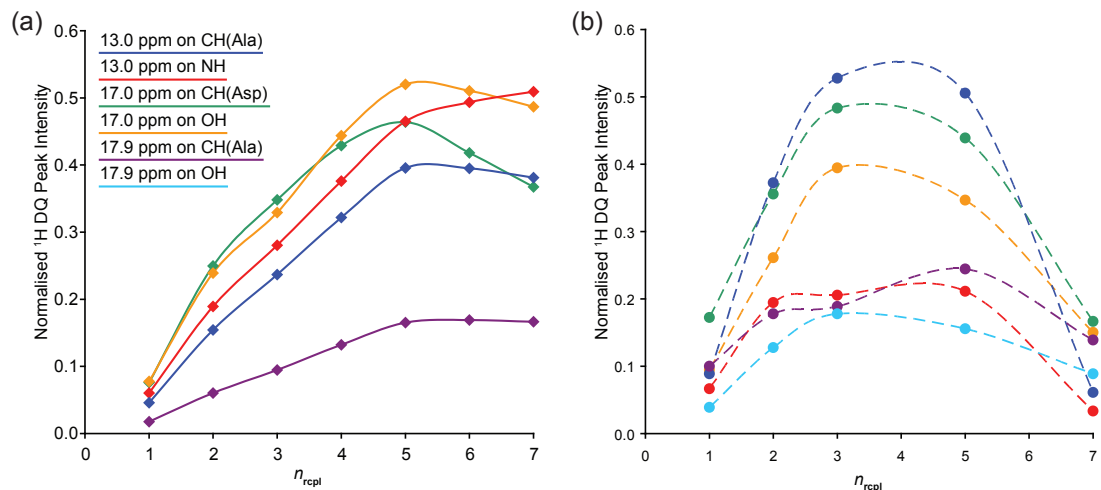 (a)
13.0 ppm on CH(Ala)
13.0 ppm on NH
17.0 ppm on CH(Asp)
17.0 ppm on OH
17.9 ppm on CH(Ala)
17.9 ppm on OH
Normalised ¹H DQ Peak Intensity
0.6
0.5
0.4
0.3
0.2
0.1
0.0
0 1 2 3 4 5 6 7
n_rcpl
(b)
Normalised ¹H DQ Peak Intensity
0.6
0.5
0.4
0.3
0.2
0.1
0.0
0 1 2 3 4 5 6 7
n_rcpl